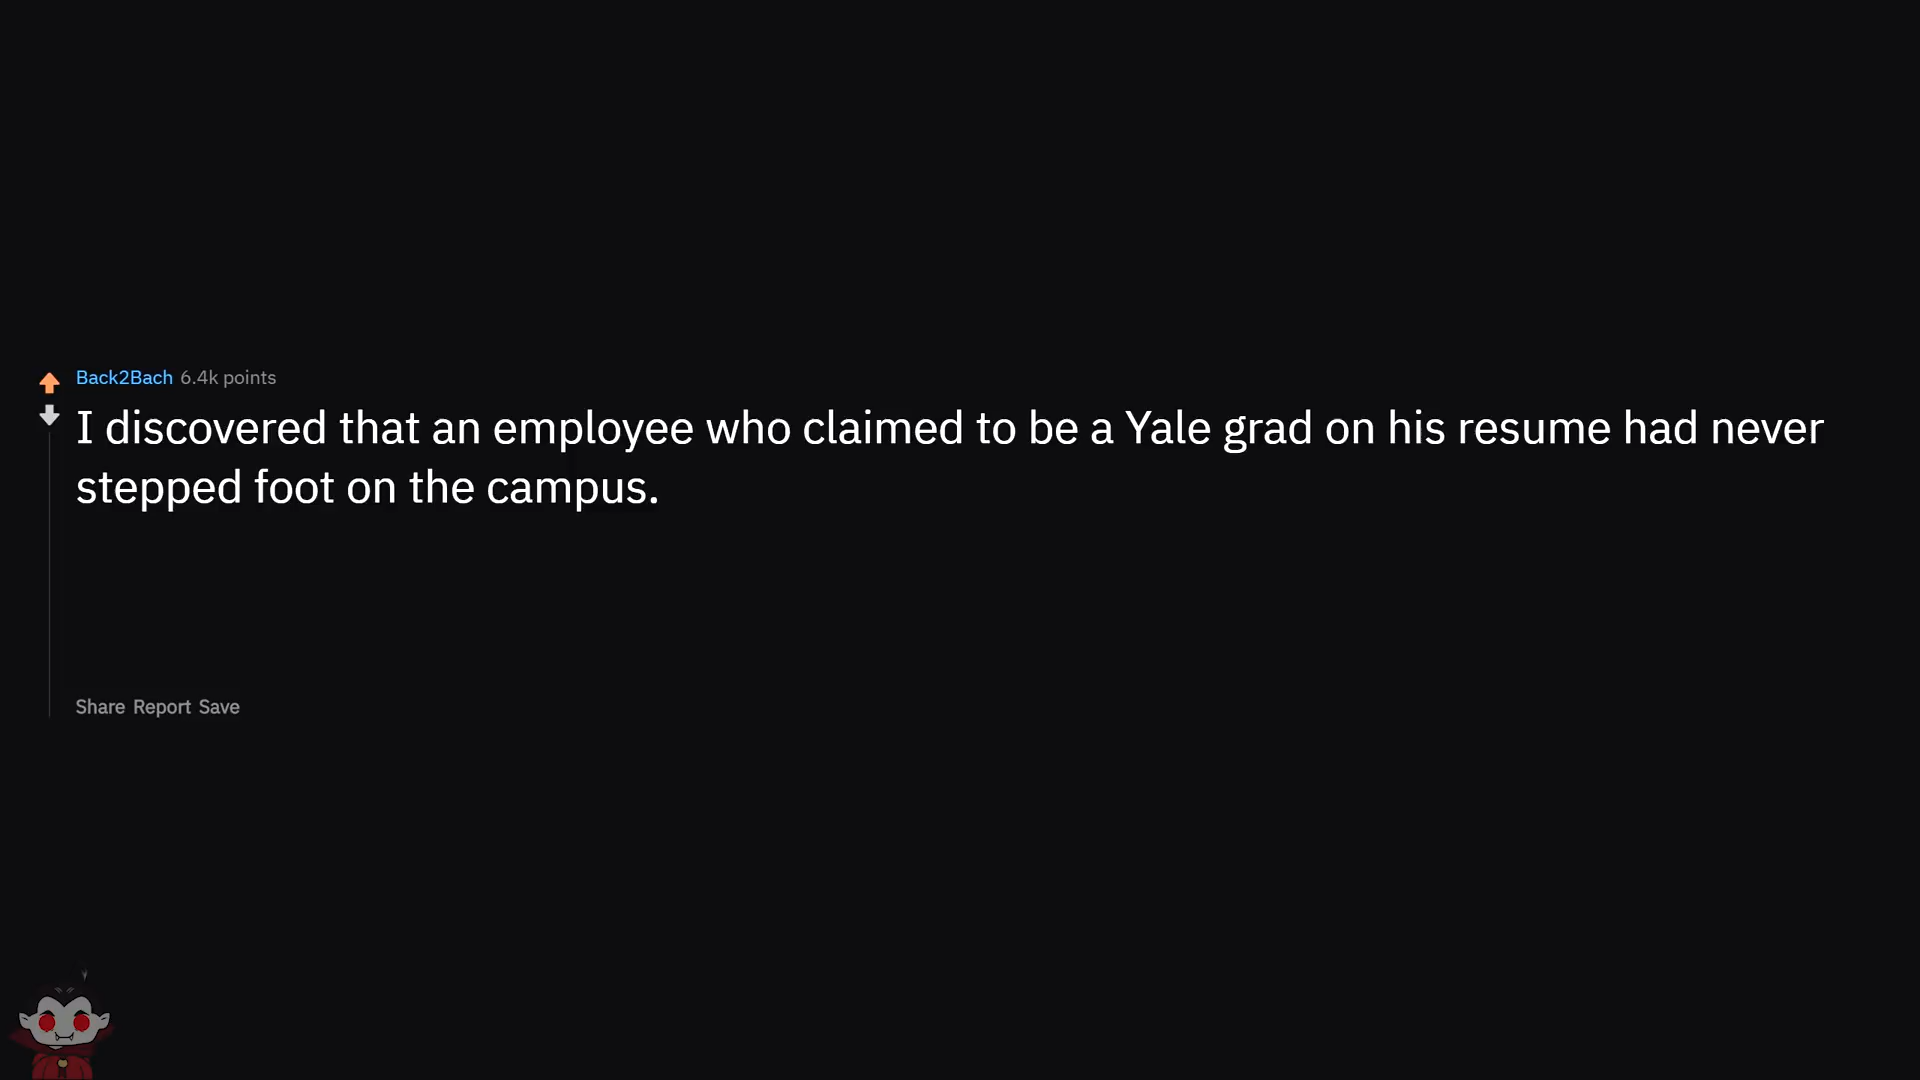 Back2Bach 6.4k points
I discovered that an employee who claimed to be a Yale grad on his resume had never
stepped foot on the campus.
Share Report Save